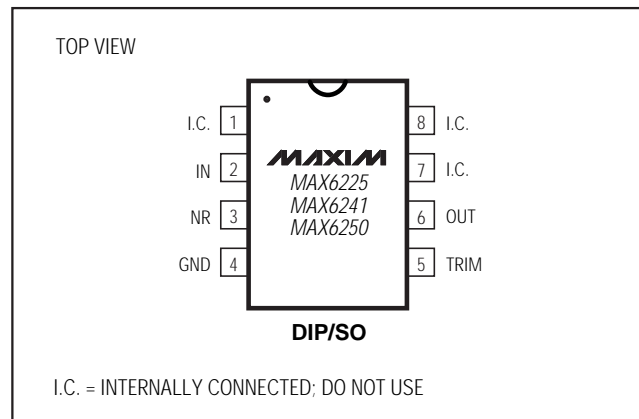 TOP VIEW
I.C. 1
8 I.C.
IN 2
MAXIM
7 I.C.
MAX6225
NR 3
MAX6241
6 OUT
MAX6250
GND 4
5 TRIM
DIP/SO
I.C. = INTERNALLY CONNECTED; DO NOT USE